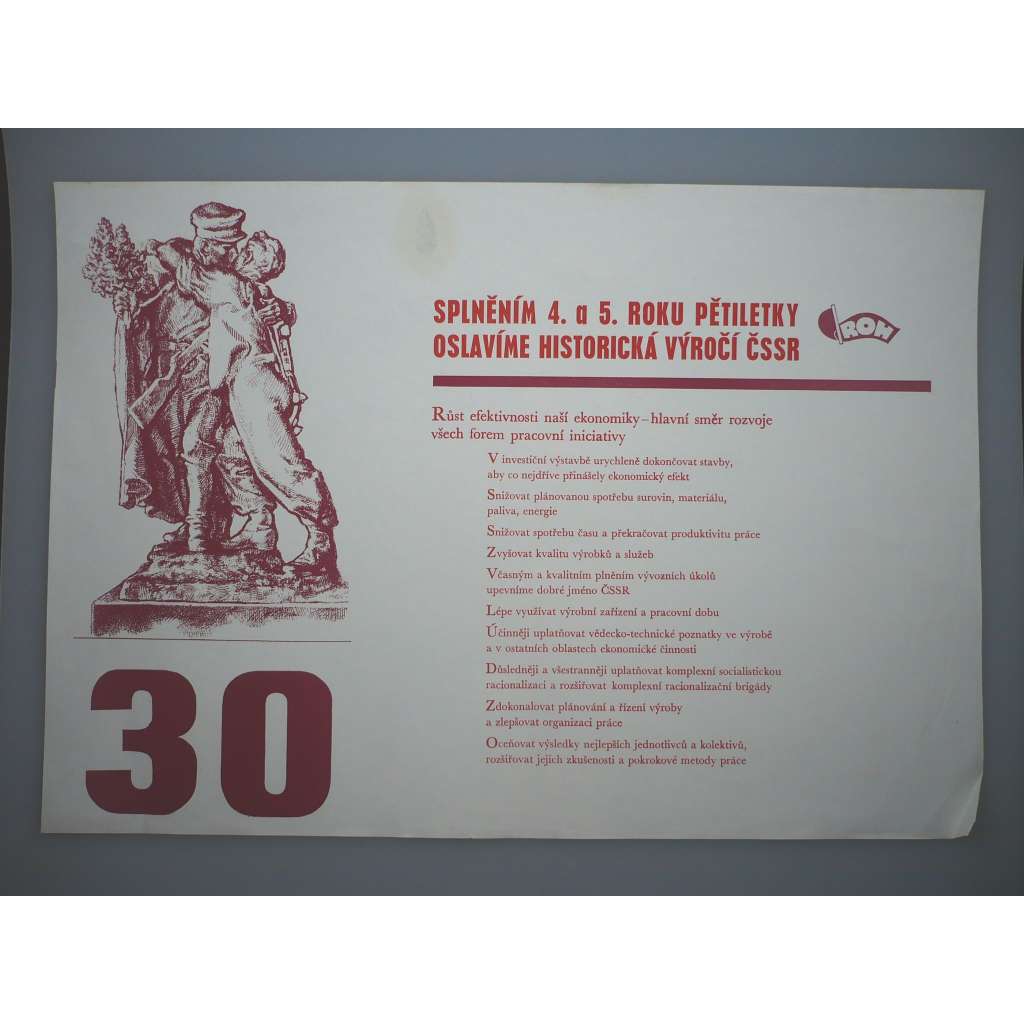 SPLNĚNÍM 4. a 5. ROKU PĚTILETKY
OSLAVÍME HISTORICKÁ VÝROČÍ ČSSR
ROH
Růst efektivnosti naší ekonomiky – hlavní směr rozvoje
všech forem pracovní iniciativy
V investiční výstavbě urychleně dokončovat stavby,
aby co nejdříve přinášely ekonomický efekt
Snižovat plánovanou spotřebu surovin, materiálu,
paliva, energie
Snižovat spotřebu času a překračovat produktivitu práce
Zvyšovat kvalitu výrobků a služeb
Včasným a kvalitním plněním vývozních úkolů
upevníme dobré jméno ČSSR
Lépe využívat výrobní zařízení a pracovní dobu
Účinněji uplatňovat vědecko-technické poznatky ve výrobě
a v ostatních oblastech ekonomické činnosti
Důsledněji a všestranněji uplatňovat komplexní socialistickou
racionalizaci a rozšiřovat komplexní racionalizační brigády
Zdokonalovat plánování a řízení výroby
a zlepšovat organizaci práce
Oceňovat výsledky nejlepších jednotlivců a kolektivů,
rozšiřovat jejich zkušenosti a pokrokové metody práce
30